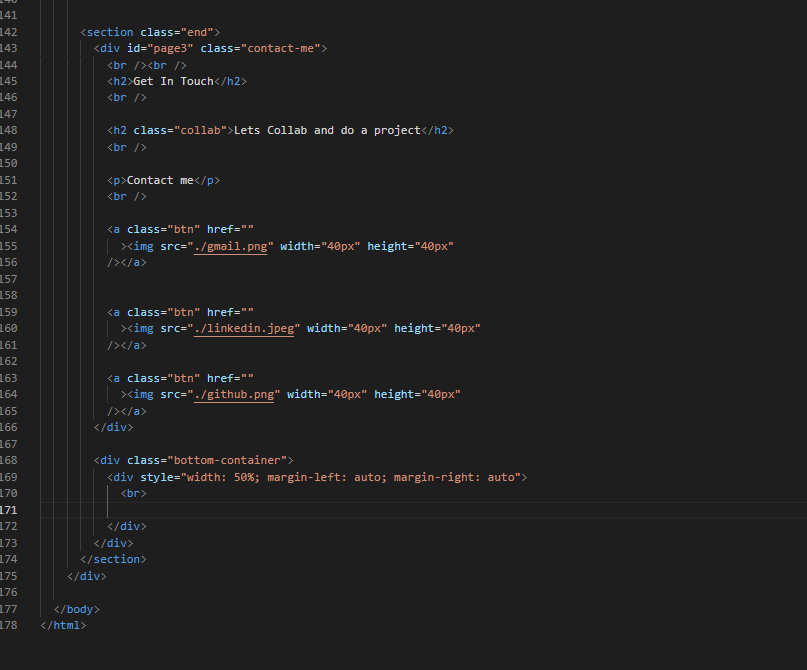 141
142 <section class="end">
143 <div id="page3" class="contact-me">
144 <br /><br />
145 <h2>Get In Touch</h2>
146 <br />
147
148 <h2 class="collab">Lets Collab and do a project</h2>
149 <br />
150
151 <p>Contact me</p>
152 <br />
153
154 <a class="btn" href=""
155 ><img src="./gmail.png" width="40px" height="40px"
156 /></a>
157
158
159 <a class="btn" href=""
160 ><img src="./linkedin.jpeg" width="40px" height="40px"
161 /></a>
162
163 <a class="btn" href=""
164 ><img src="./github.png" width="40px" height="40px"
165 /></a>
166 </div>
167
168 <div class="bottom-container">
169 <div style="width: 50%; margin-left: auto; margin-right: auto">
170 <br>
171
172 </div>
173 </div>
174 </section>
175 </div>
176
177 </body>
178 </html>